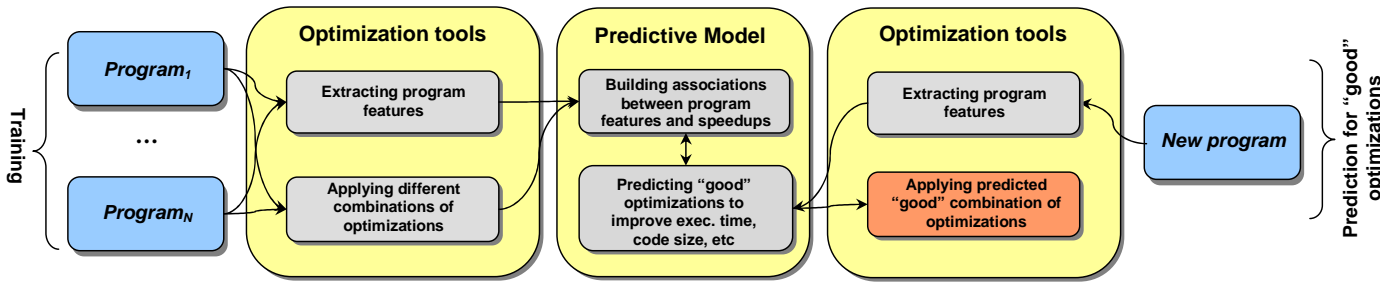 Training
Program1
...
ProgramN
Optimization tools
Extracting program
features
Applying different
combinations of
optimizations
Predictive Model
Building associations
between program
features and speedups
Predicting “good”
optimizations to
improve exec. time,
code size, etc
Optimization tools
Extracting program
features
Applying predicted
“good” combination of
optimizations
New program
Prediction for “good”
optimizations